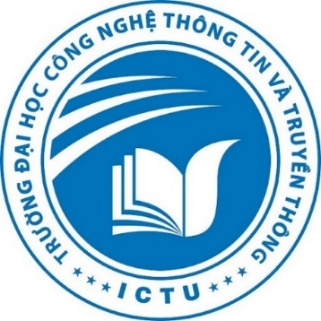 TRƯỜNG ĐẠI HỌC CÔNG NGHỆ THÔNG TIN VÀ TRUYỀN THÔNG
ICTU